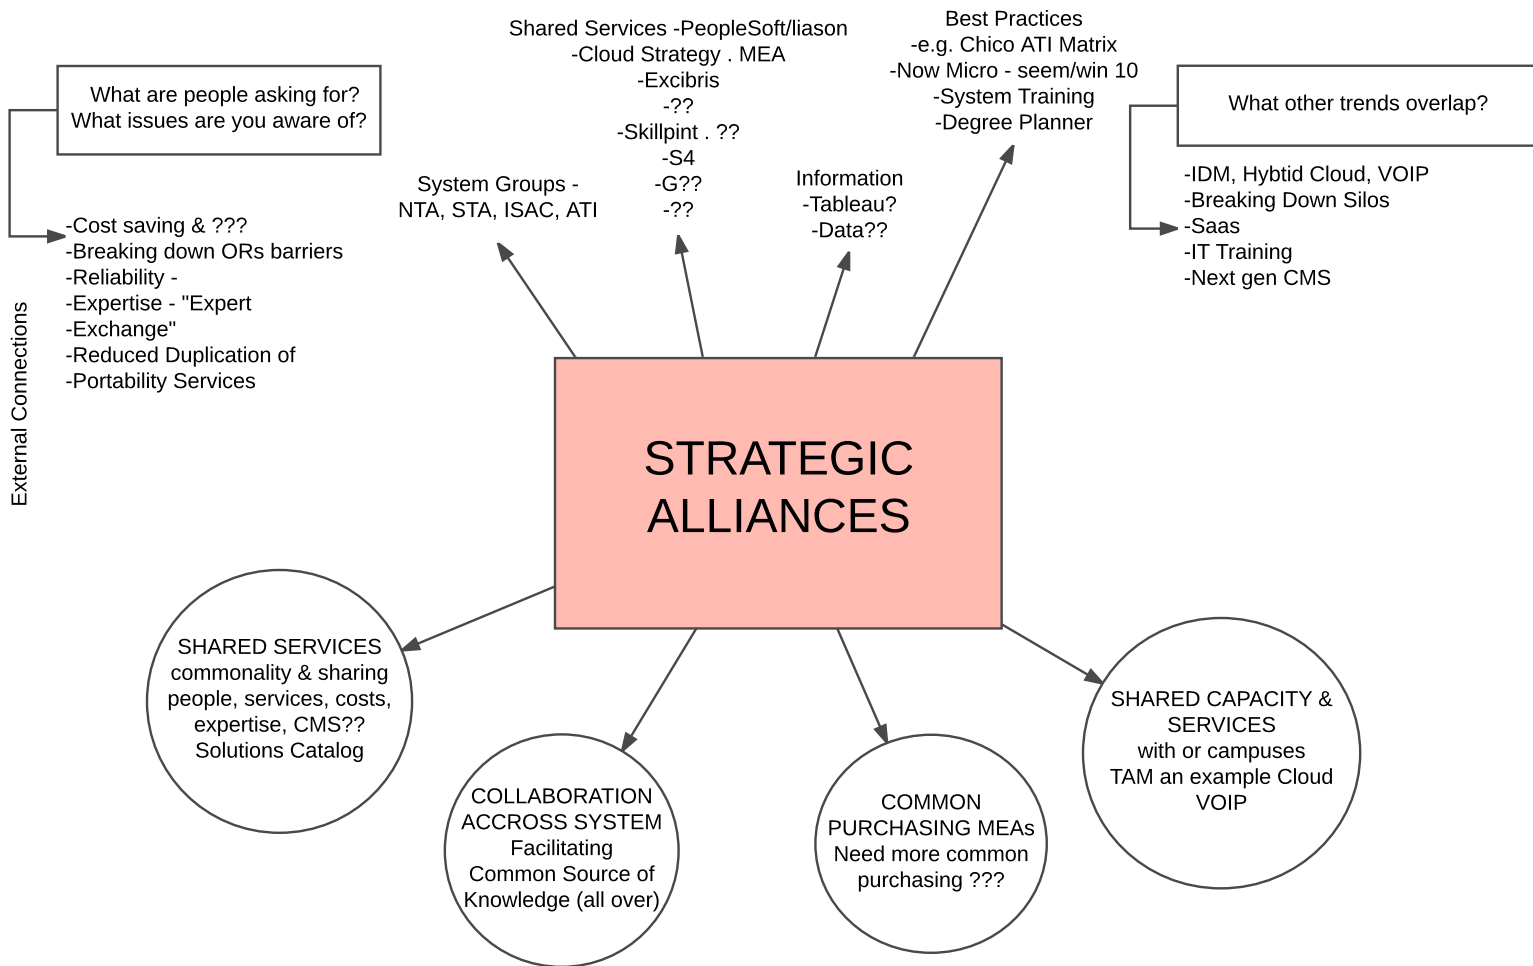 Shared Services -PeopleSoft/liason
-Cloud Strategy . MEA
-Excibris
-??
-Skillpint . ??
-S4
-G??
-??
Best Practices
-e.g. Chico ATI Matrix
-Now Micro - seem/win 10
-System Training
-Degree Planner
What are people asking for?
What issues are you aware of?
What other trends overlap?
System Groups -
NTA, STA, ISAC, ATI
Information
-Tableau?
-Data??
-IDM, Hybtid Cloud, VOIP
-Breaking Down Silos
-Saas
-IT Training
-Next gen CMS
-Cost saving & ???
-Breaking down ORs barriers
-Reliability -
-Expertise - "Expert
-Exchange"
-Reduced Duplication of
-Portability Services
External Connections
STRATEGIC
ALLIANCES
SHARED SERVICES
commonality & sharing
people, services, costs,
expertise, CMS??
Solutions Catalog
COLLABORATION
ACCROSS SYSTEM
Facilitating
Common Source of
Knowledge (all over)
COMMON
PURCHASING MEAs
Need more common
purchasing ???
SHARED CAPACITY &
SERVICES
with or campuses
TAM an example Cloud
VOIP